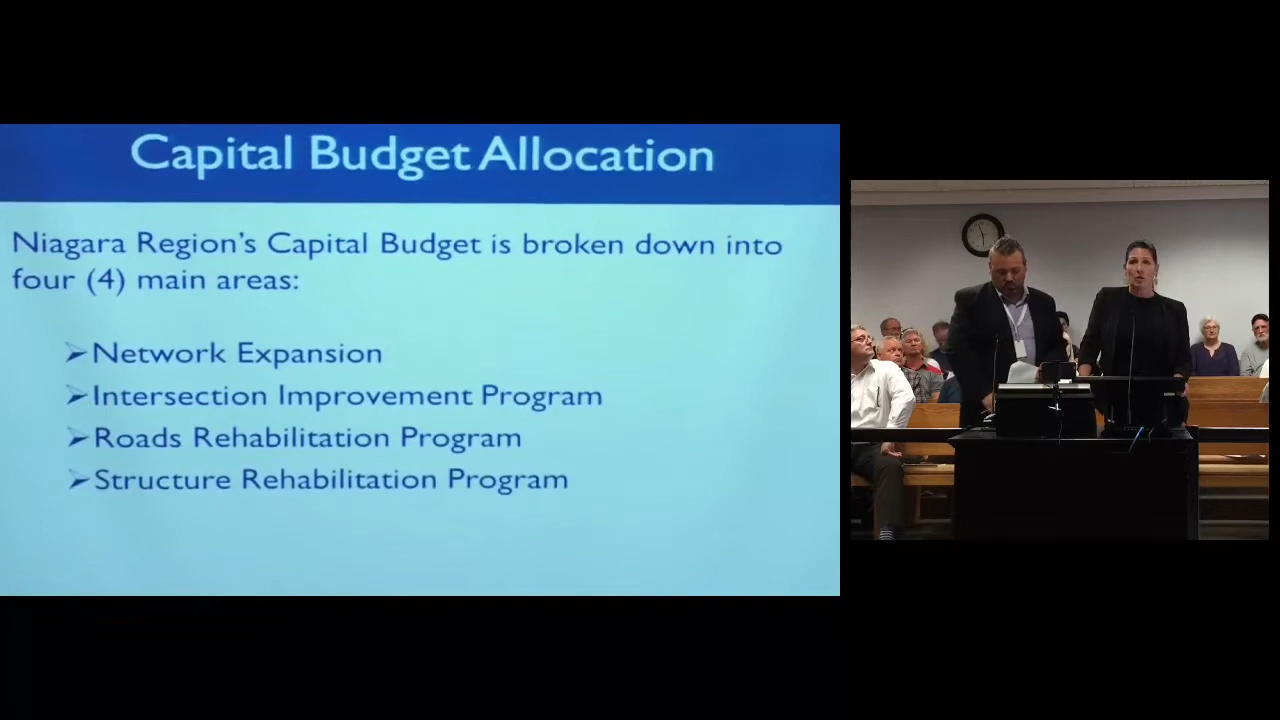 Capital Budget Allocation
Niagara Region's Capital Budget is broken down into
four (4) main areas:
➢Network Expansion
➢Intersection Improvement Program
➢Roads Rehabilitation Program
➢Structure Rehabilitation Program